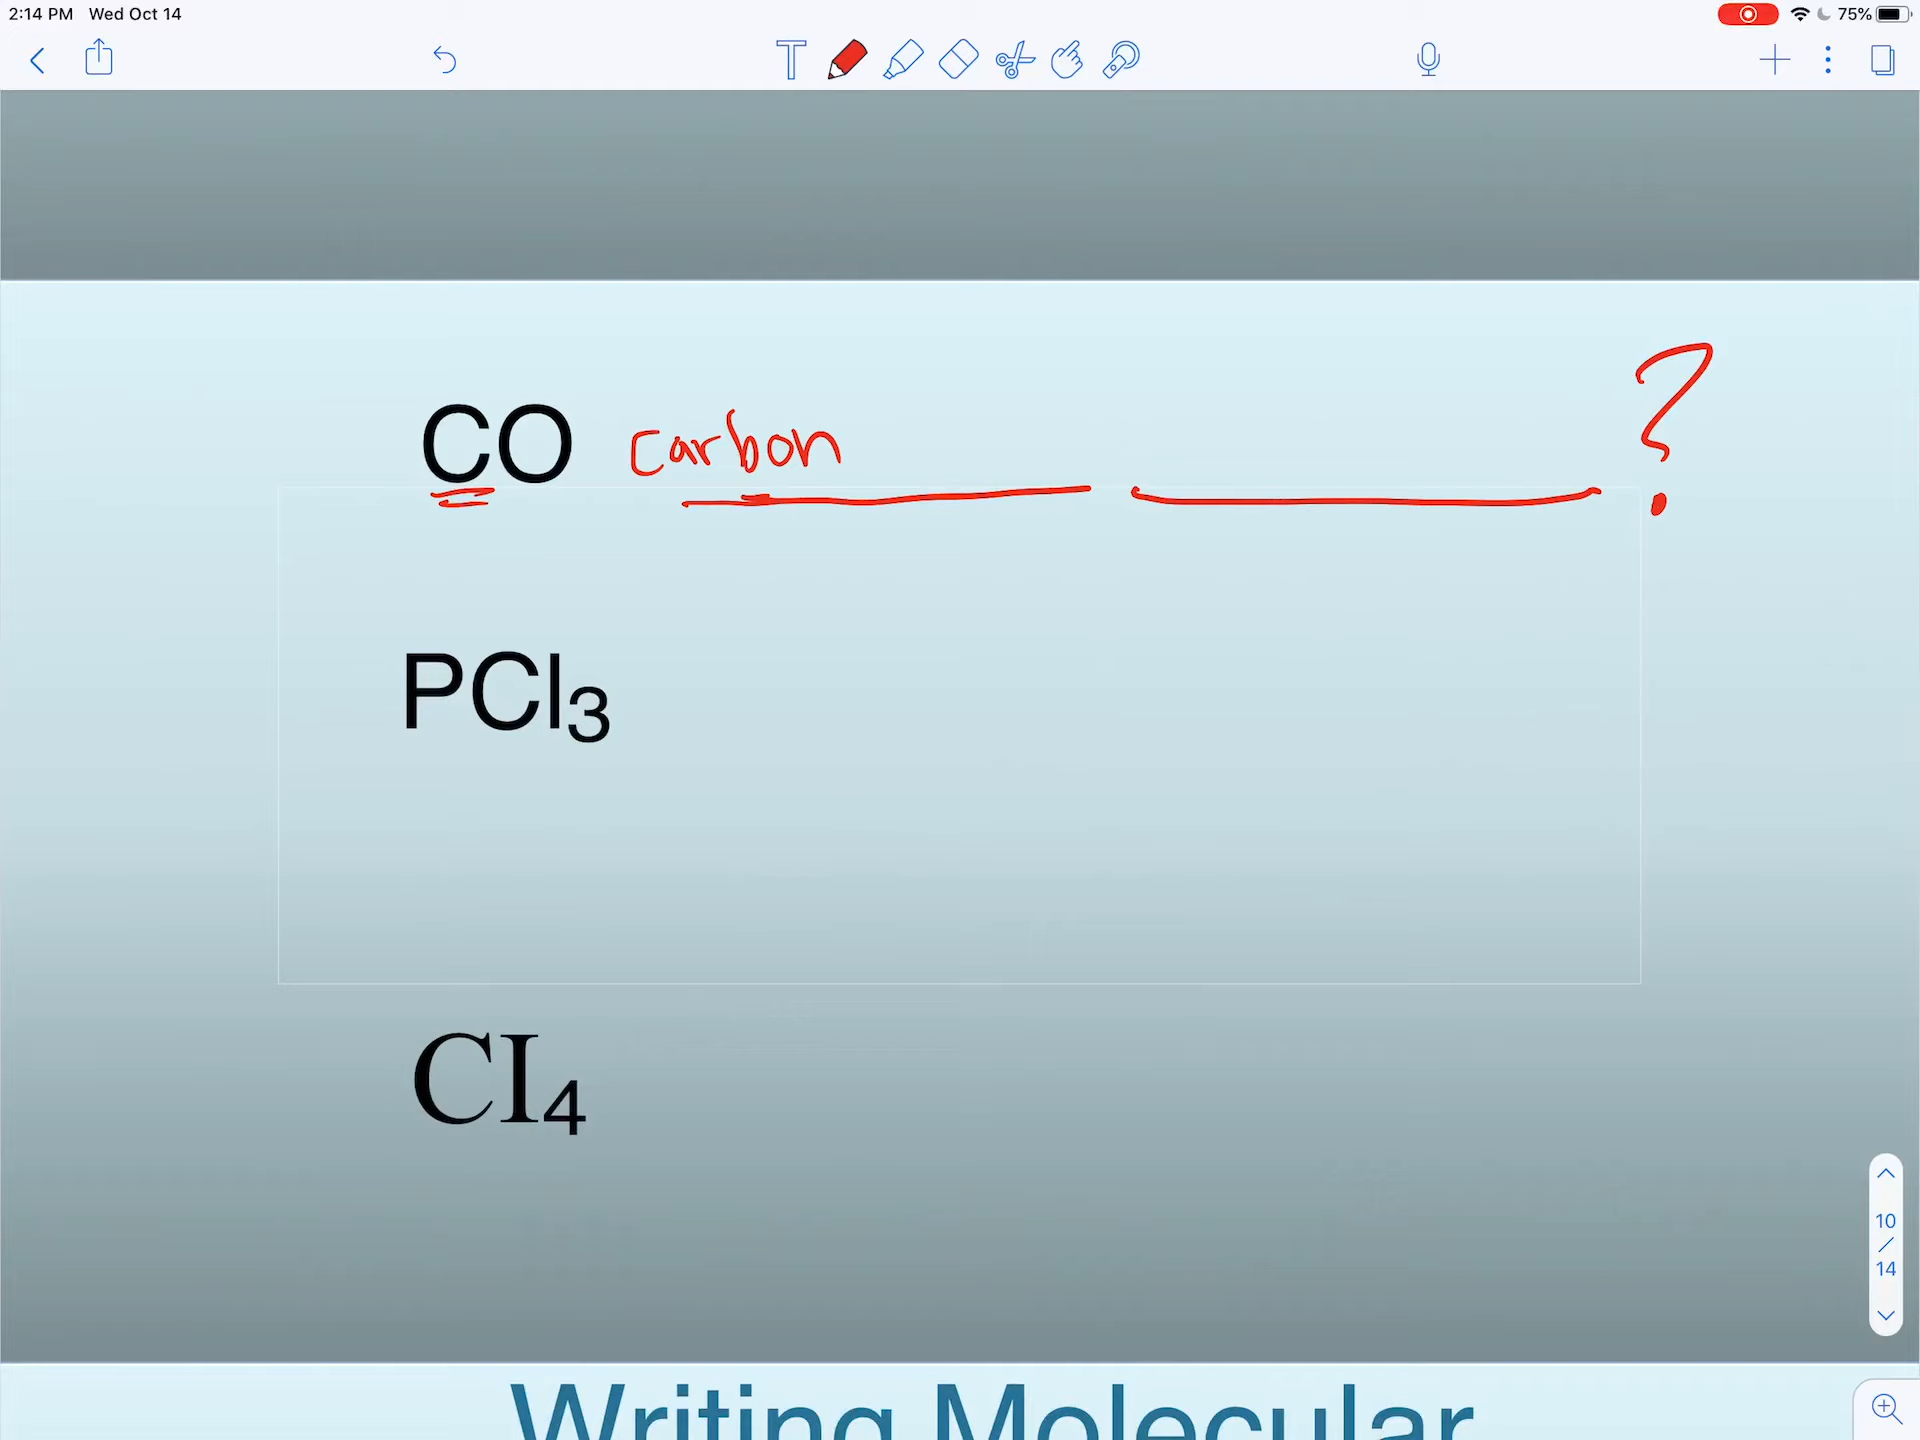 2:14 PM Wed Oct 14
75%
CO carbon ?
PCl₃
CI₄
10
/
14
Writing Molecular